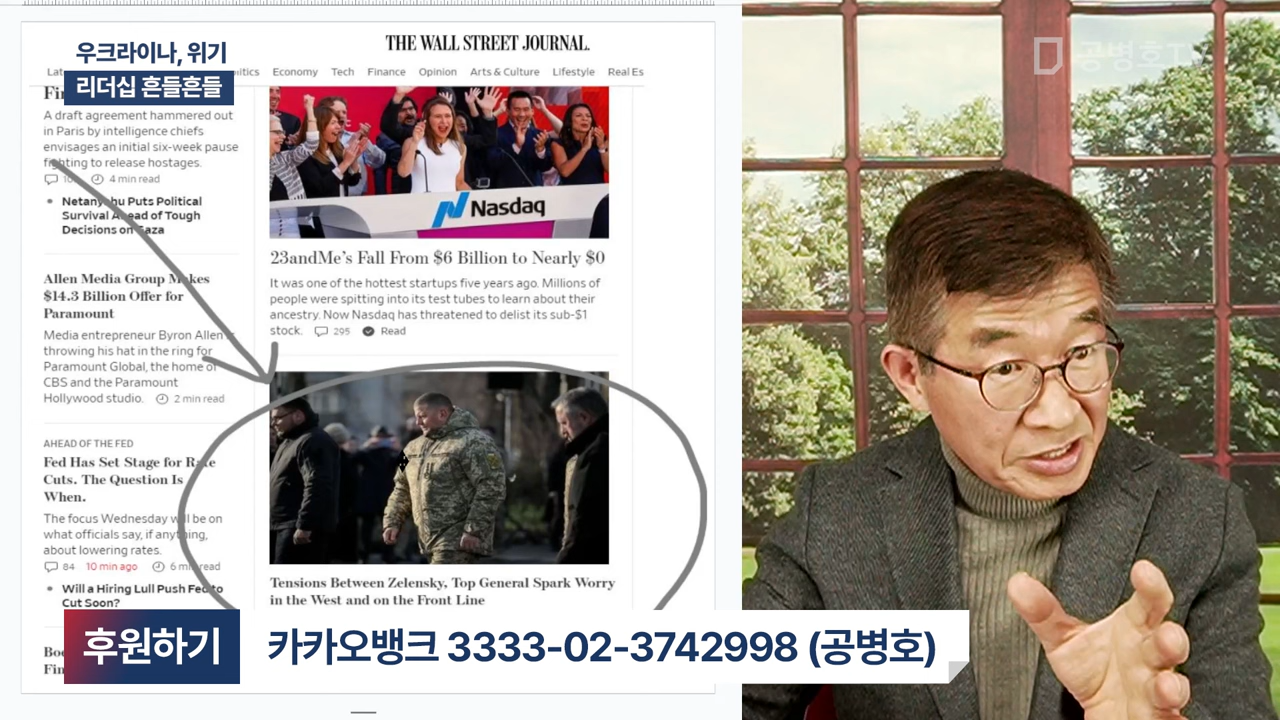 THE WALL STREET JOURNAL.
우크라이나, 위기
리더십 흔들흔들
Economy Tech Finance Opinion Arts & Culture Lifestyle Real Es
A draft agreement hammered out
in Paris by intelligence chiefs
envisages an initial six-week pause
fighting to release hostages.
4 min read
Netanyahu Puts Political
Survival Ahead of Tough
Decisions on Gaza
Allen Media Group Makes
$14.3 Billion Offer for
Paramount
Media entrepreneur Byron Allen is
throwing his hat in the ring for
Paramount Global, the home of
CBS and the Paramount
Hollywood studio. 2 min read
AHEAD OF THE FED
Fed Has Set Stage for Rate
Cuts. The Question Is
When.
The focus Wednesday will be on
what officials say, if anything,
about lowering rates.
84 10 min ago 6 min read
Will a Hiring Lull Push Fed to
Cut Soon?
Nasdaq
23andMe's Fall From $6 Billion to Nearly $0
It was one of the hottest startups five years ago. Millions of
people were spitting into its test tubes to learn about their
ancestry. Now Nasdaq has threatened to delist its sub-$1
stock. 295 Read
Tensions Between Zelensky, Top General Spark Worry
in the West and on the Front Line
공병호TV
후원하기
카카오뱅크 3333-02-3742998 (공병호)